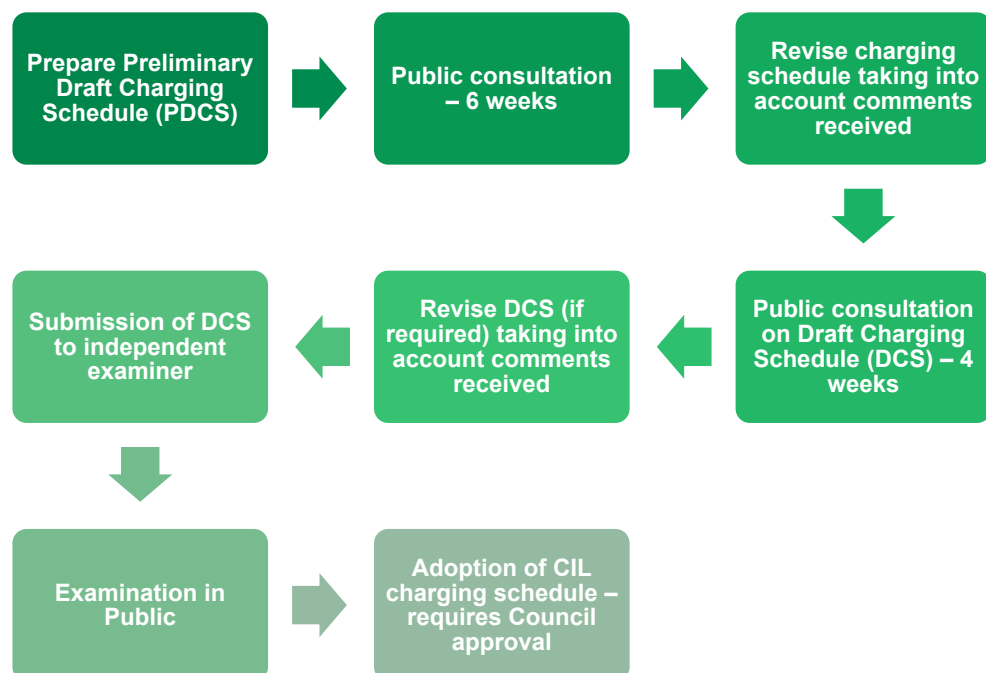 Prepare Preliminary
Draft Charging
Schedule (PDCS)
Public consultation
– 6 weeks
Revise charging
schedule taking into
account comments
received
Public consultation
on Draft Charging
Schedule (DCS) – 4
weeks
Revise DCS (if
required) taking into
account comments
received
Submission of DCS
to independent
examiner
Examination in
Public
Adoption of CIL
charging schedule –
requires Council
approval